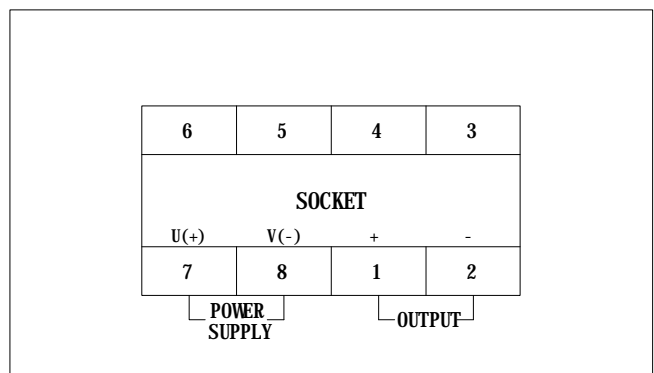 6 5 4 3
SOCKET
U(+) V(-) + -
7 8 1 2
POWER SUPPLY
OUTPUT